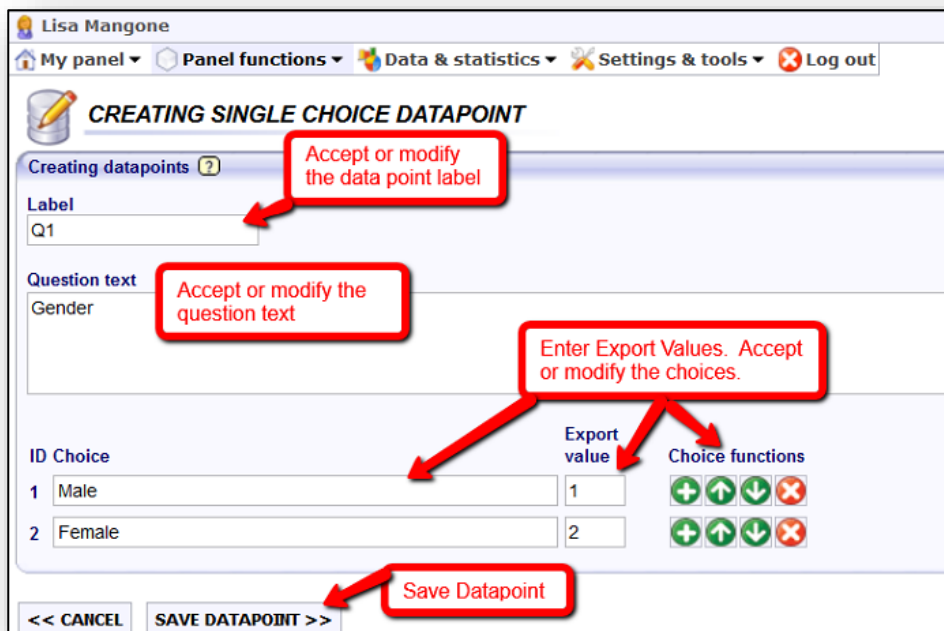 Lisa Mangone
My panel Panel functions Data & statistics Settings & tools Log out
CREATING SINGLE CHOICE DATAPOINT
Accept or modify
the data point label
Creating datapoints ?
Label
Q1
Question text
Accept or modify the
question text
Gender
Enter Export Values. Accept
or modify the choices.
ID Choice Export value Choice functions
1 Male 1
2 Female 2
Save Datapoint
<< CANCEL SAVE DATAPOINT >>